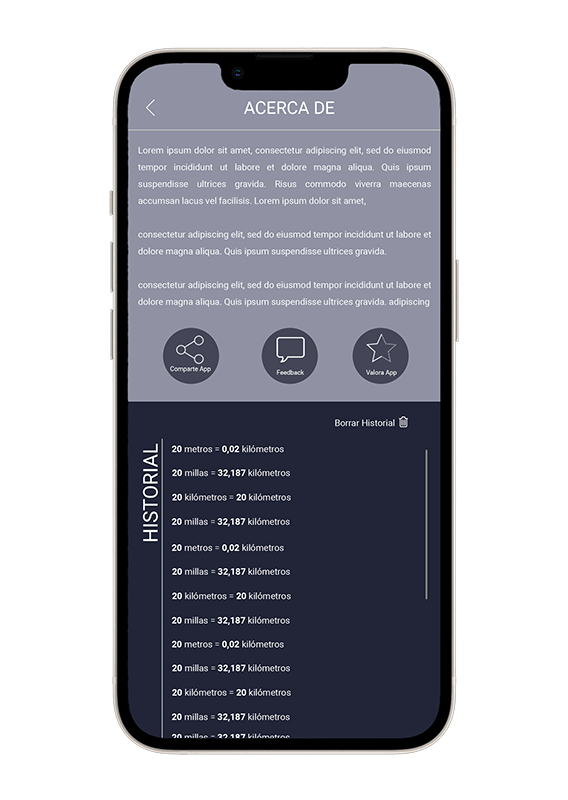 ACERCA DE
Lorem ipsum dolor sit amet, consectetur adipiscing elit, sed do eiusmod
tempor incididunt ut labore et dolore magna aliqua. Quis ipsum
suspendisse ultrices gravida. Risus commodo viverra maecenas
accumsan lacus vel facilisis. Lorem ipsum dolor sit amet,
consectetur adipiscing elit, sed do eiusmod tempor incididunt ut labore et
dolore magna aliqua. Quis ipsum suspendisse ultrices gravida.
consectetur adipiscing elit, sed do eiusmod tempor incididunt ut labore et
dolore magna aliqua. Quis ipsum suspendisse ultrices gravida. adipiscing
Comparte App
Feedback
Valora App
Borrar Historial
HISTORIAL
20 metros = 0,02 kilómetros
20 millas = 32,187 kilómetros
20 kilómetros = 20 kilómetros
20 millas = 32,187 kilómetros
20 metros = 0,02 kilómetros
20 millas = 32,187 kilómetros
20 kilómetros = 20 kilómetros
20 millas = 32,187 kilómetros
20 metros = 0,02 kilómetros
20 millas = 32,187 kilómetros
20 kilómetros = 20 kilómetros
20 millas = 32,187 kilómetros
20 millas = 32,187 kilómetros